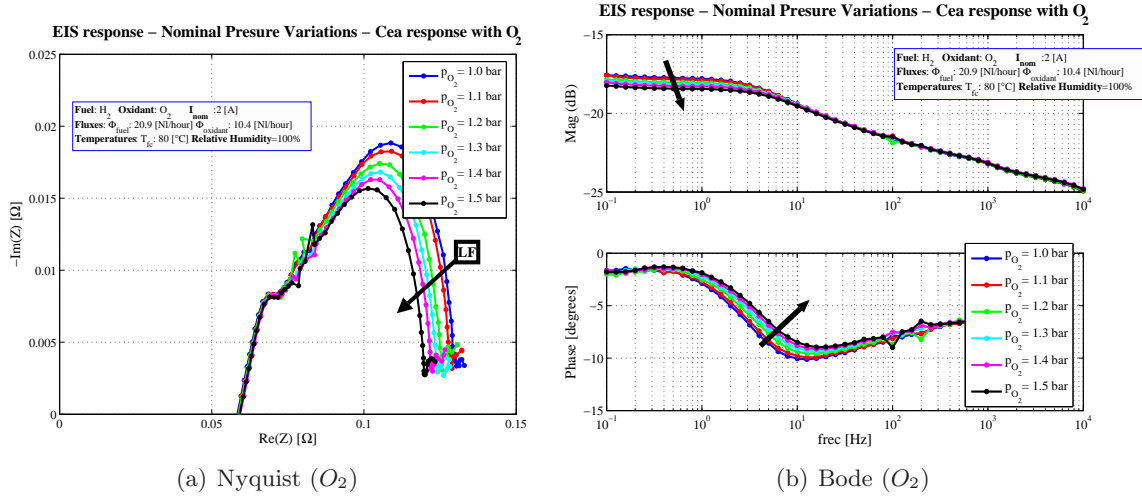 EIS response – Nominal Presure Variations – Cea response with O2
0.025
0.02
0.015
0.01
0.005
0
−Im(Z) [Ω]
Fuel: H2 Oxidant: O2 Inom :2 [A]
Fluxes: Φfuel: 20.9 [Nl/hour] Φoxidant: 10.4 [Nl/hour]
Temperatures: Tfc: 80 [°C] Relative Humidity=100%
pO2 = 1.0 bar
pO2 = 1.1 bar
pO2 = 1.2 bar
pO2 = 1.3 bar
pO2 = 1.4 bar
pO2 = 1.5 bar
LF
0 0.05 0.1 0.15
Re(Z) [Ω]
(a) Nyquist (O2)
EIS response – Nominal Presure Variations – Cea response with O2
−15
−20
−25
Mag (dB)
Fuel: H2 Oxidant: O2 Inom :2 [A]
Fluxes: Φfuel: 20.9 [Nl/hour] Φoxidant: 10.4 [Nl/hour]
Temperatures: Tfc: 80 [°C] Relative Humidity=100%
10−1 100 101 102 103 104
0
−5
−10
−15
Phase [degrees]
pO2 = 1.0 bar
pO2 = 1.1 bar
pO2 = 1.2 bar
pO2 = 1.3 bar
pO2 = 1.4 bar
pO2 = 1.5 bar
10−1 100 101 102 103 104
frec [Hz]
(b) Bode (O2)